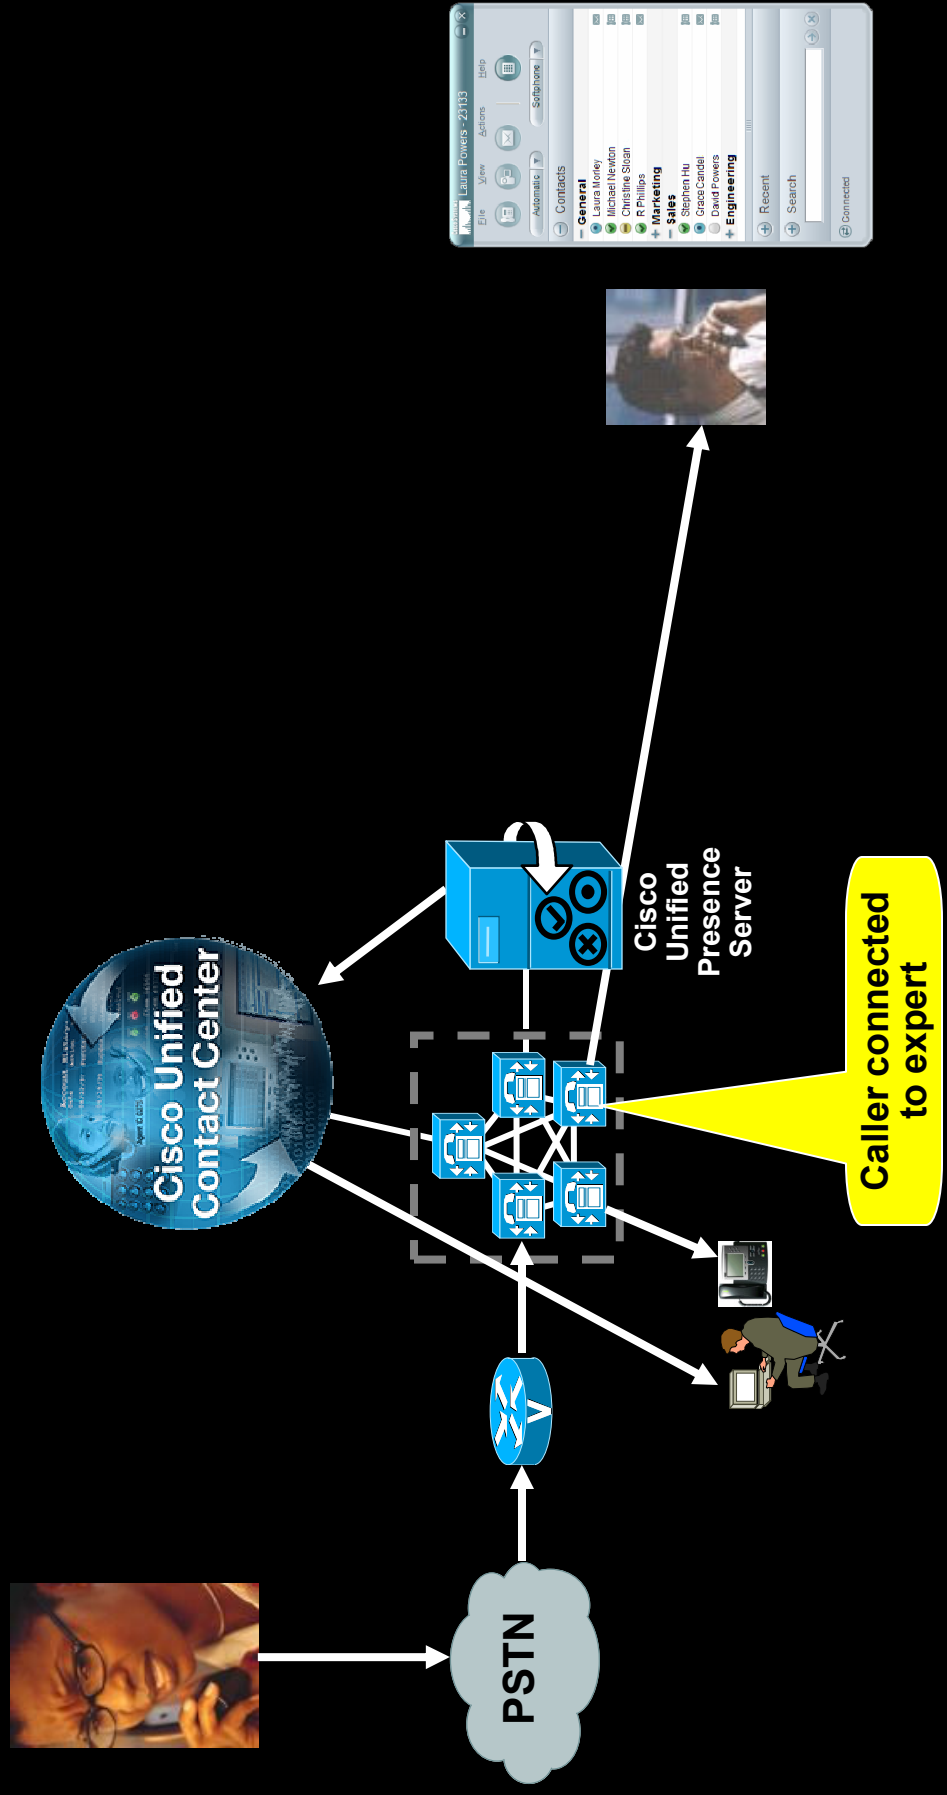 Cisco Unified
Contact Center
Laura Powers - 23133
File View Actions Help
Automatic Softphone
Contacts
General
Laura Morley
Michael Newton
Christine Sloan
R Phillips
Marketing
Sales
Stephen Hu
Grace Candel
David Powers
Engineering
Recent
Search
Connected
Cisco
Unified
Presence
Server
PSTN
V
Caller connected
to expert